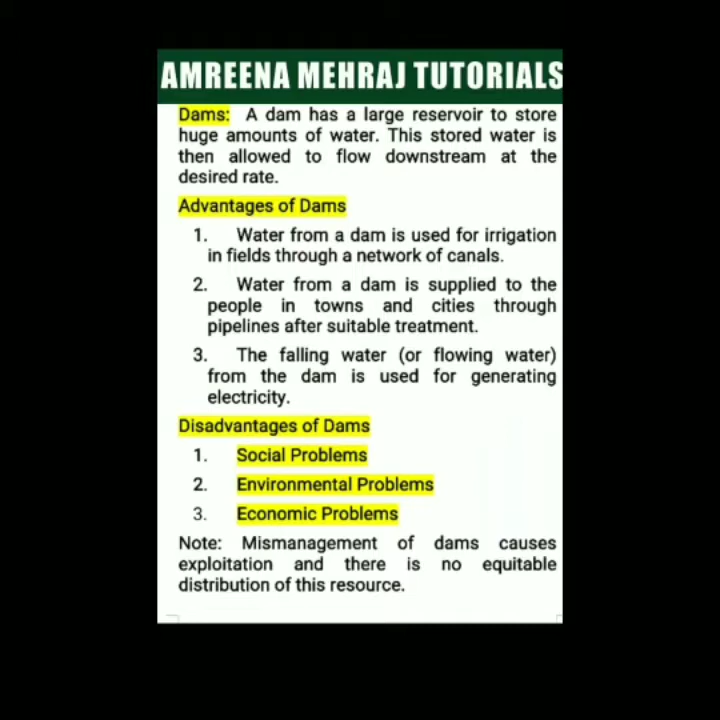 AMREENA MEHRAJ TUTORIALS
Dams: A dam has a large reservoir to store
huge amounts of water. This stored water is
then allowed to flow downstream at the
desired rate.
Advantages of Dams
1. Water from a dam is used for irrigation
in fields through a network of canals.
2. Water from a dam is supplied to the
people in towns and cities through
pipelines after suitable treatment.
3. The falling water (or flowing water)
from the dam is used for generating
electricity.
Disadvantages of Dams
1. Social Problems
2. Environmental Problems
3. Economic Problems
Note: Mismanagement of dams causes
exploitation and there is no equitable
distribution of this resource.